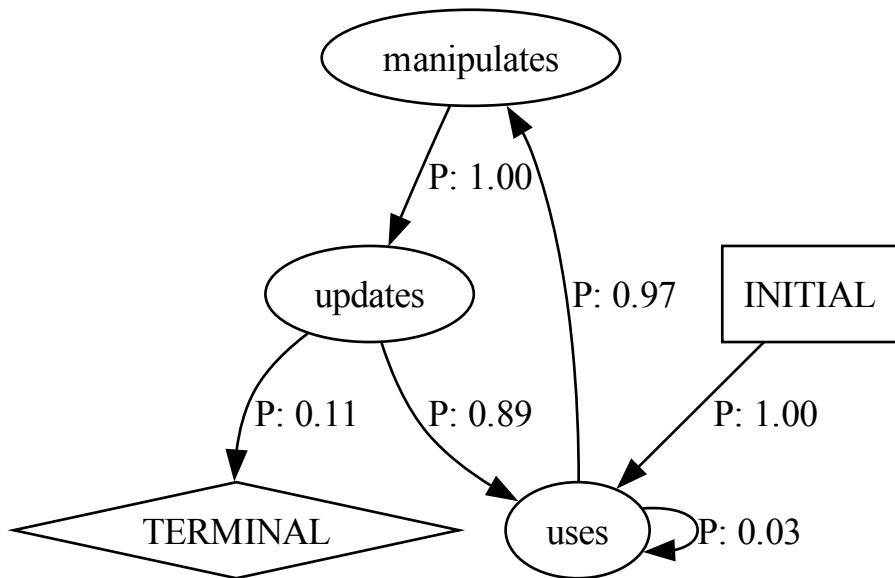 manipulates
P: 1.00
updates
P: 0.97
INITIAL
P: 0.11
P: 0.89
P: 1.00
TERMINAL
uses
P: 0.03